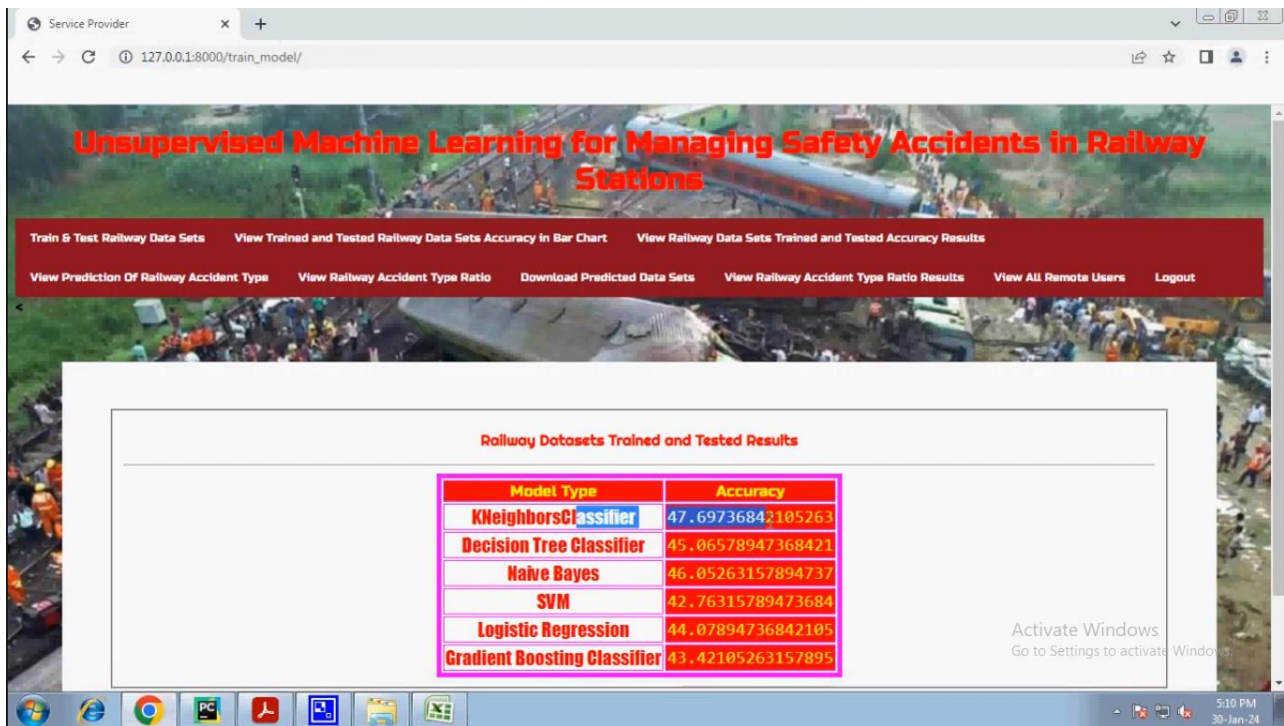 Service Provider
127.0.0.1:8000/train_model/
Unsupervised Machine Learning for Managing Safety Accidents in Railway
Stations
Train & Test Railway Data Sets View Trained and Tested Railway Data Sets Accuracy in Bar Chart View Railway Data Sets Trained and Tested Accuracy Results
View Prediction Of Railway Accident Type View Railway Accident Type Ratio Download Predicted Data Sets View Railway Accident Type Ratio Results View All Remote Users Logout
<
Railway Datasets Trained and Tested Results
Model Type Accuracy
KNeighborsClassifier 47.69736842105263
Decision Tree Classifier 45.06578947368421
Naive Bayes 46.05263157894737
SVM 42.76315789473684
Logistic Regression 44.07894736842105
Gradient Boosting Classifier 43.42105263157895
Activate Windows
Go to Settings to activate Windows.
PC
5:10 PM
30-Jan-24